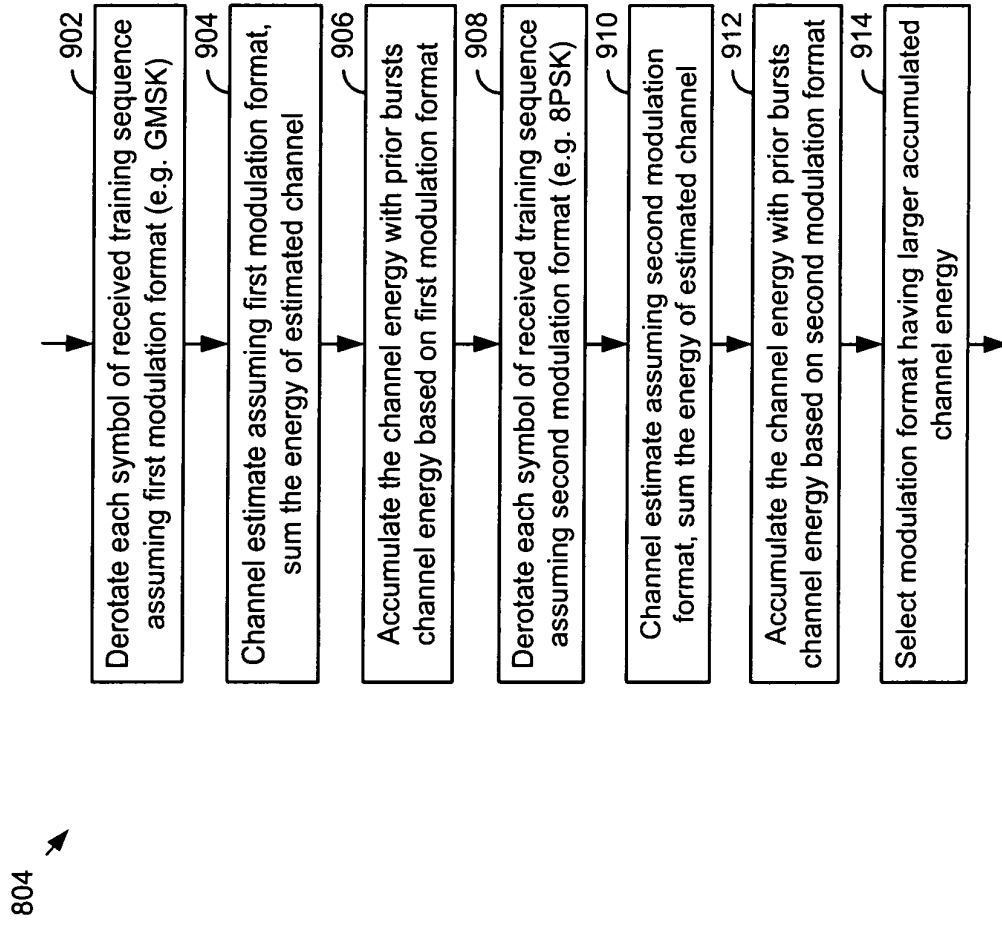 804
902
Derotate each symbol of received training sequence
assuming first modulation format (e.g. GMSK)
904
Channel estimate assuming first modulation format,
sum the energy of estimated channel
906
Accumulate the channel energy with prior bursts
channel energy based on first modulation format
908
Derotate each symbol of received training sequence
assuming second modulation format (e.g. 8PSK)
910
Channel estimate assuming second modulation
format, sum the energy of estimated channel
912
Accumulate the channel energy with prior bursts
channel energy based on second modulation format
914
Select modulation format having larger accumulated
channel energy